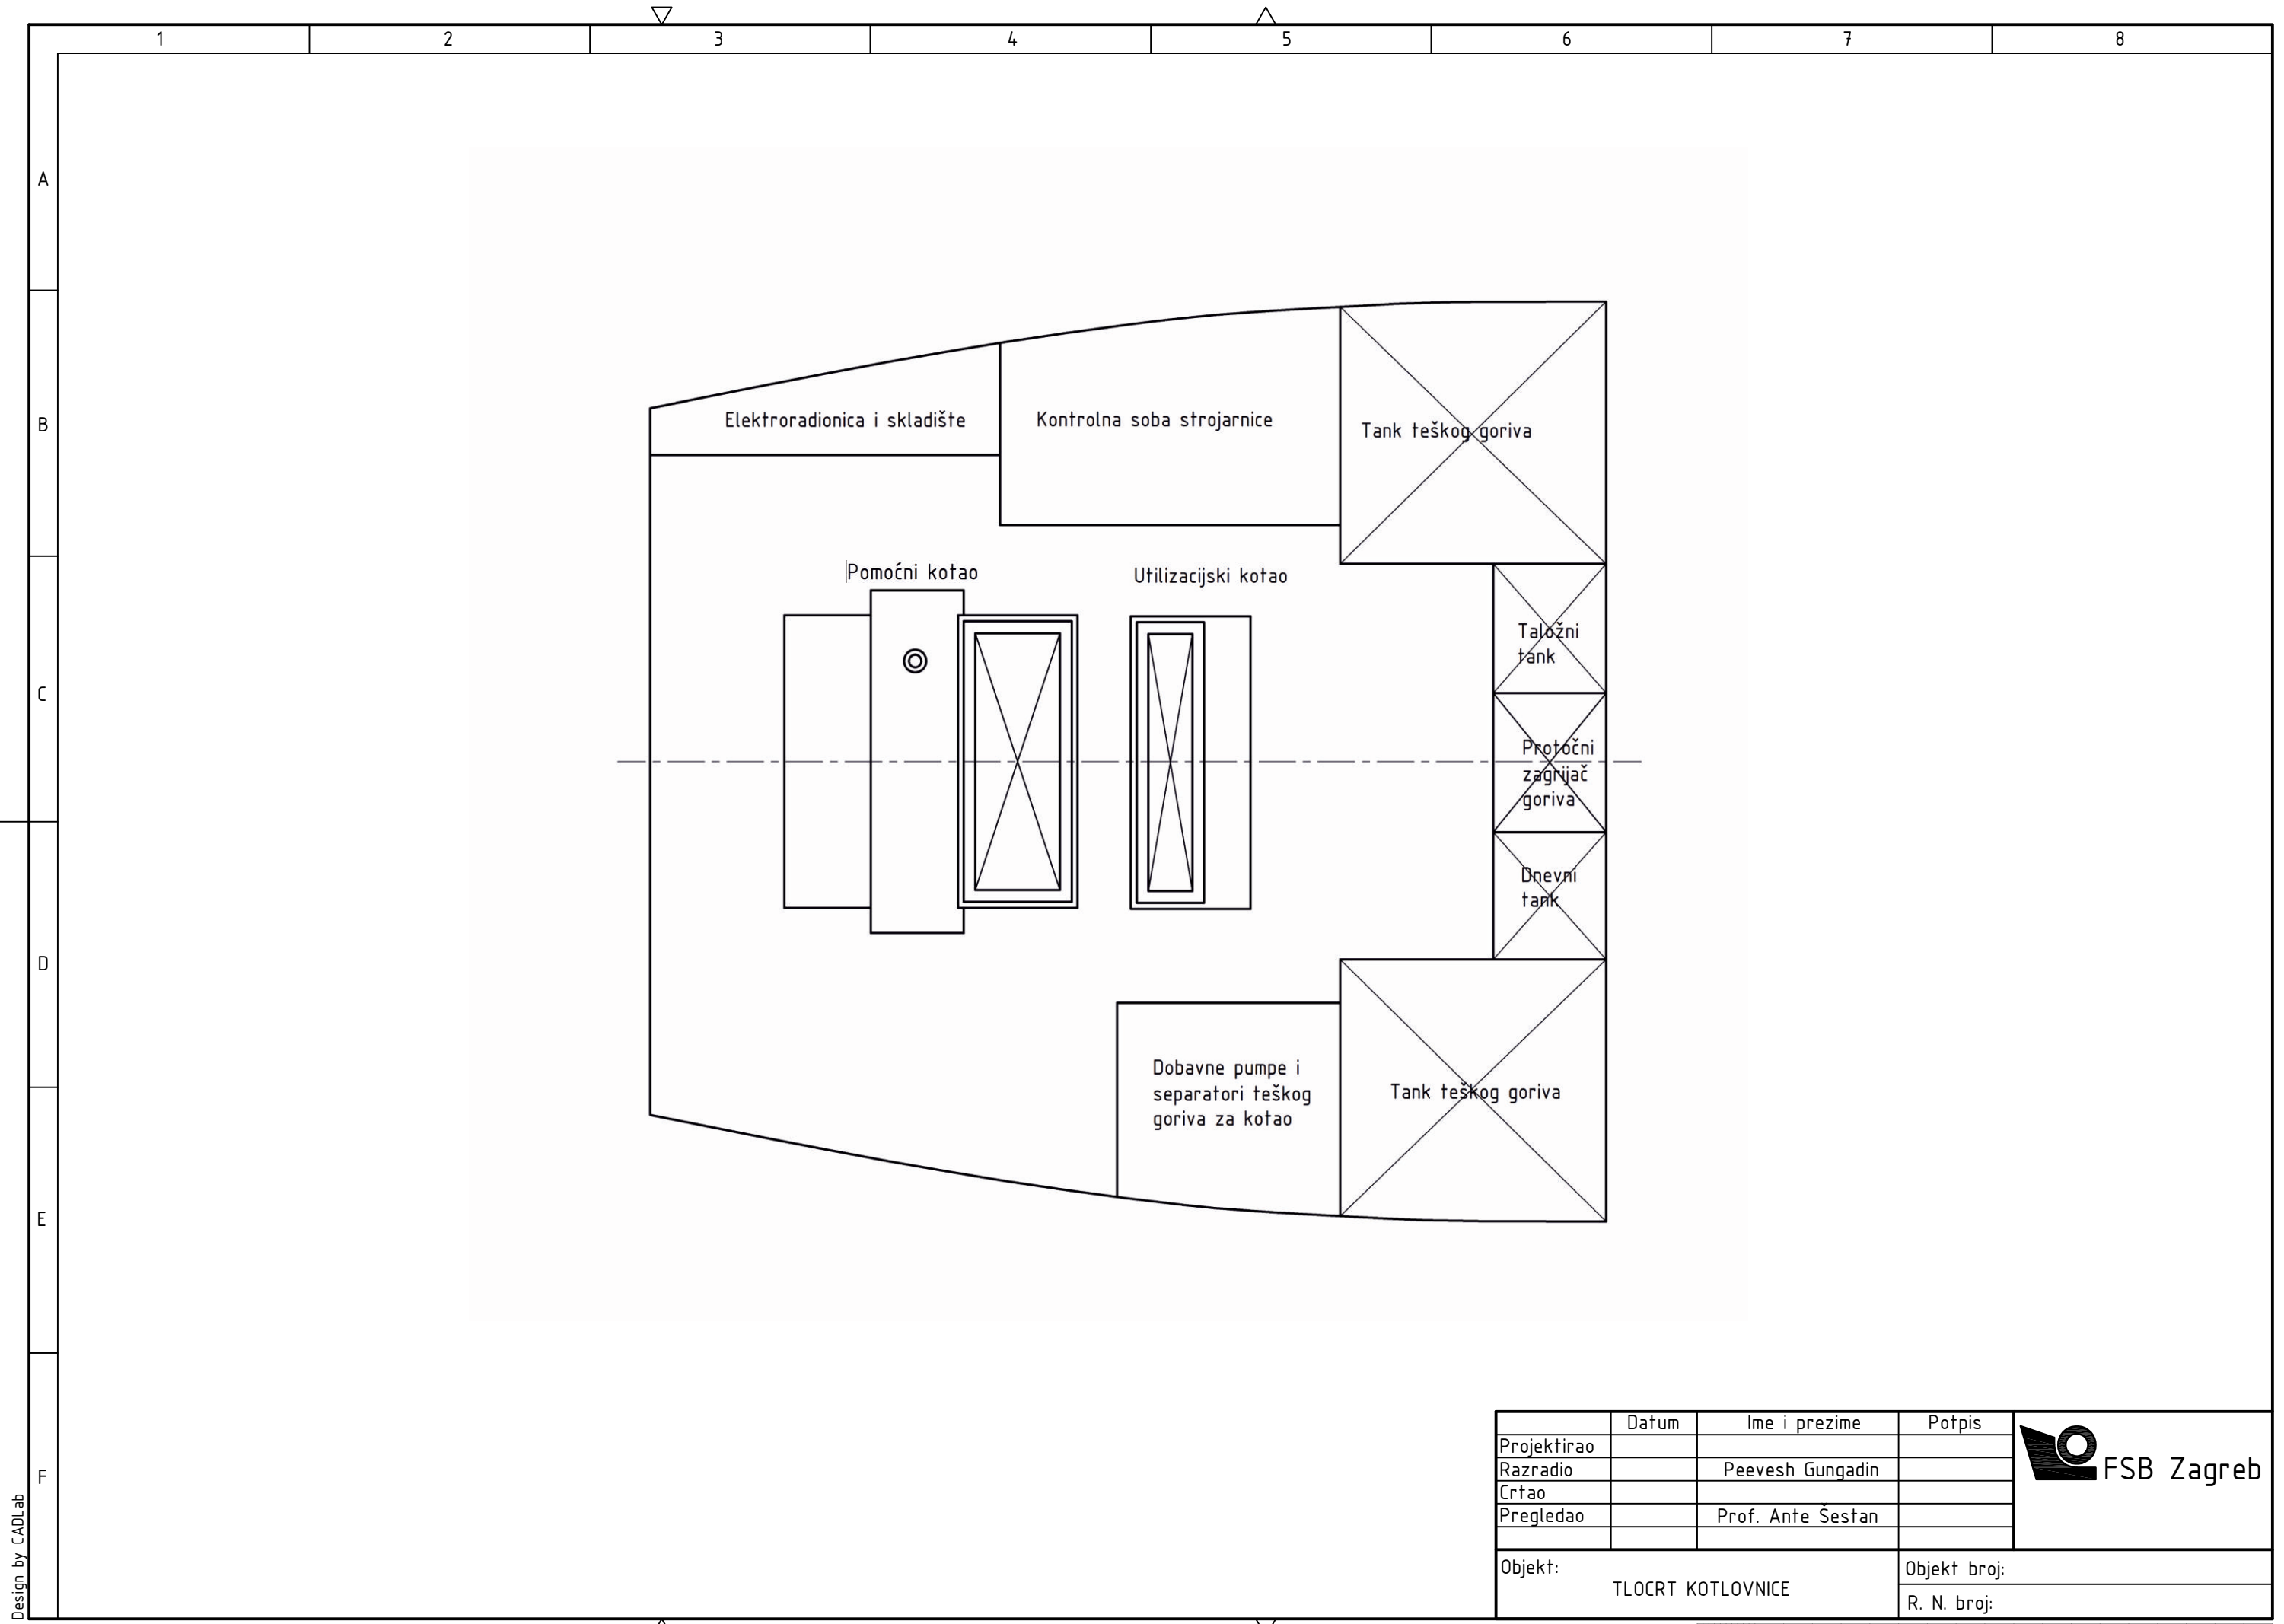 1 2 3 4 5 6 7 8
A
B
C
D
E
F
Elektroradionica i skladište
Kontrolna soba strojarnice
Tank teškog goriva
Pomoćni kotao
Utilizacijski kotao
Taložni
tank
Protočni
zagrijač
goriva
Dnevni
tank
Dobavne pumpe i
separatori teškog
goriva za kotao
Tank teškog goriva
Design by CADLab
Datum Ime i prezime Potpis
Projektirao
Razradio Peevesh Gungadin
Crtao
Pregledao Prof. Ante Šestan
FSB Zagreb
Objekt:
TLOCRT KOTLOVNICE
Objekt broj:
R. N. broj: